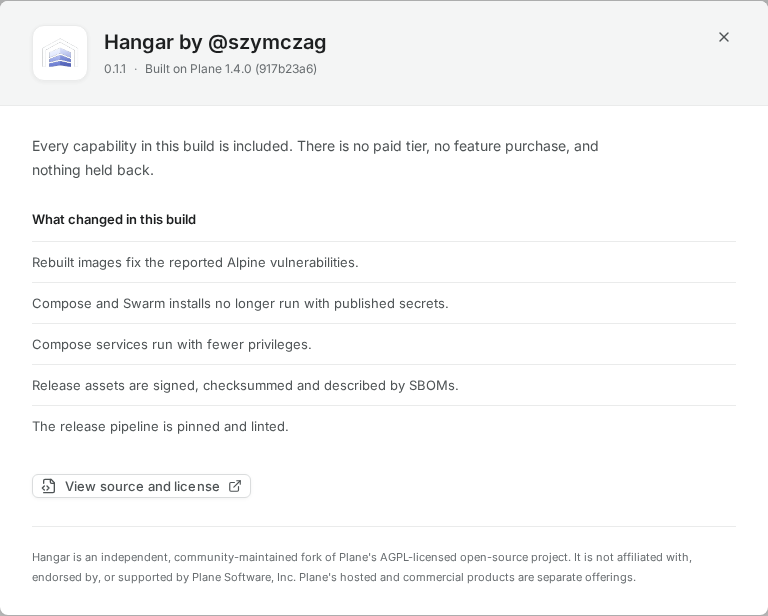 Hangar by @szymczag
0.1.1 · Built on Plane 1.4.0 (917b23a6)
Every capability in this build is included. There is no paid tier, no feature purchase, and
nothing held back.
What changed in this build
Rebuilt images fix the reported Alpine vulnerabilities.
Compose and Swarm installs no longer run with published secrets.
Compose services run with fewer privileges.
Release assets are signed, checksummed and described by SBOMs.
The release pipeline is pinned and linted.
View source and license
Hangar is an independent, community-maintained fork of Plane's AGPL-licensed open-source project. It is not affiliated with,
endorsed by, or supported by Plane Software, Inc. Plane's hosted and commercial products are separate offerings.